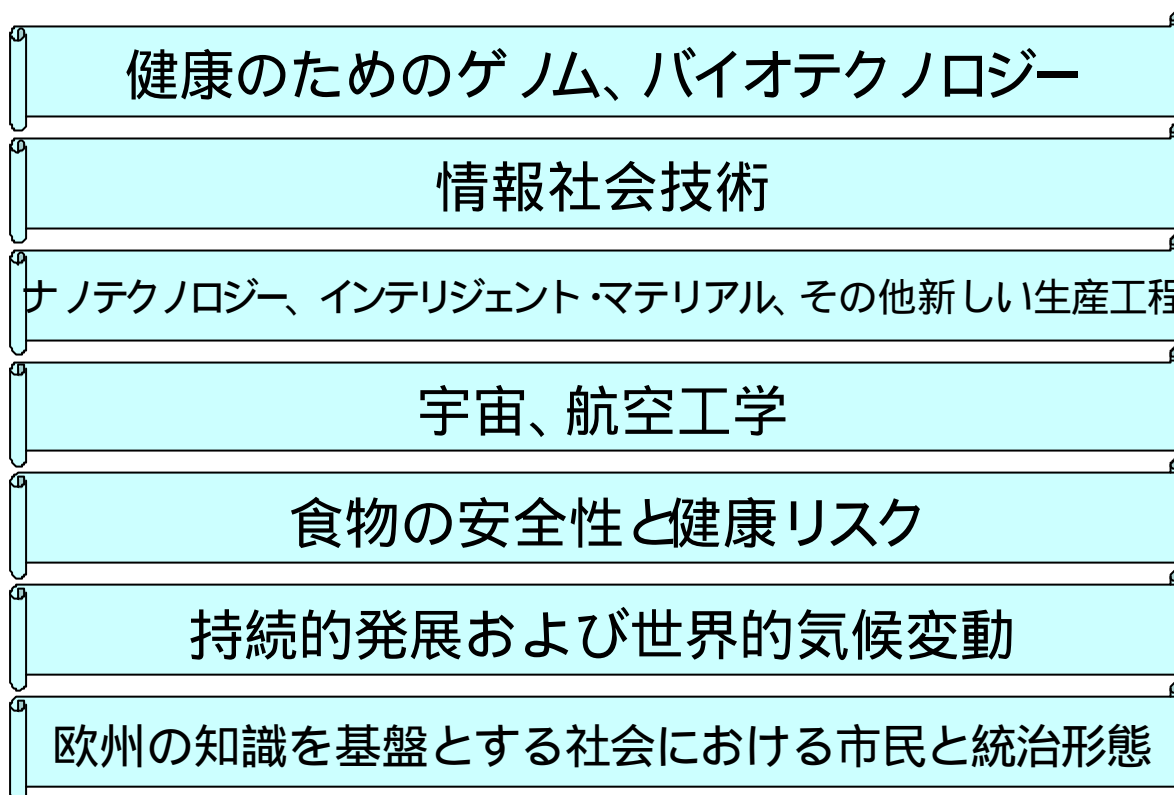 健康のためのゲノム、バイオテクノロジー
情報社会技術
ナノテクノロジー、インテリジェント・マテリアル、その他新しい生産工程
宇宙、航空工学
食物の安全性と健康リスク
持続的発展および世界的気候変動
欧州の知識を基盤とする社会における市民と統治形態